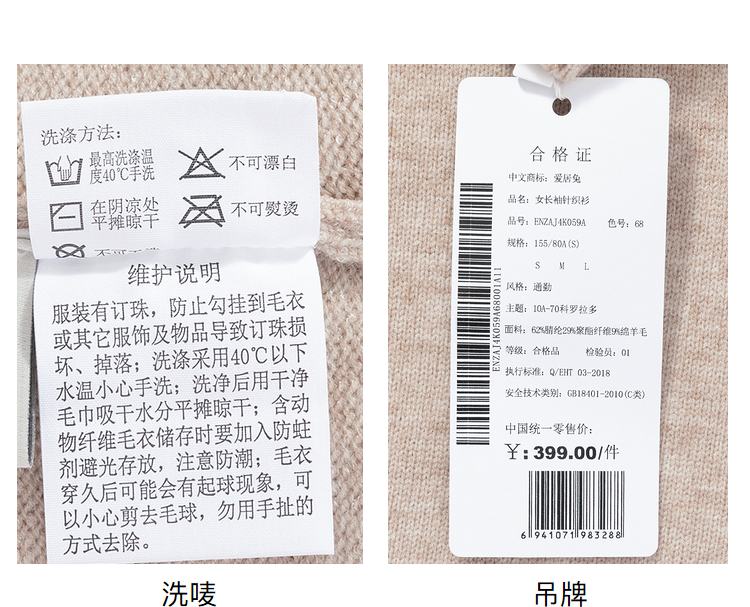 洗涤方法：
最高洗涤温
度40℃手洗
不可漂白
在阴凉处
平摊晾干
不可熨烫
维护说明
服装有订珠，防止勾挂到毛衣
或其它服饰及物品导致订珠损
坏、掉落；洗涤采用40℃以下
水温小心手洗；洗净后用干净
毛巾吸干水分平摊晾干；含动
物纤维毛衣储存时要加入防蛀
剂避光存放，注意防潮；毛衣
穿久后可能会有起球现象，可
以小心剪去毛球，勿用手扯的
方式去除。
洗唛
合格证
中文商标：爱居兔
品名：女长袖针织衫
品号：ENZAJ4K059A 色号：68
规格：155/80A(S)
S M L
风格：通勤
主题：10A-70科罗拉多
面料：62%腈纶29%聚酯纤维9%绵羊毛
等级：合格品 检验员：01
执行标准：Q/EHT 03-2018
安全技术类别：GB18401-2010(C类)
中国统一零售价：
￥:399.00/件
6 941071 983288
ENZAJ4K059A68001A11
吊牌